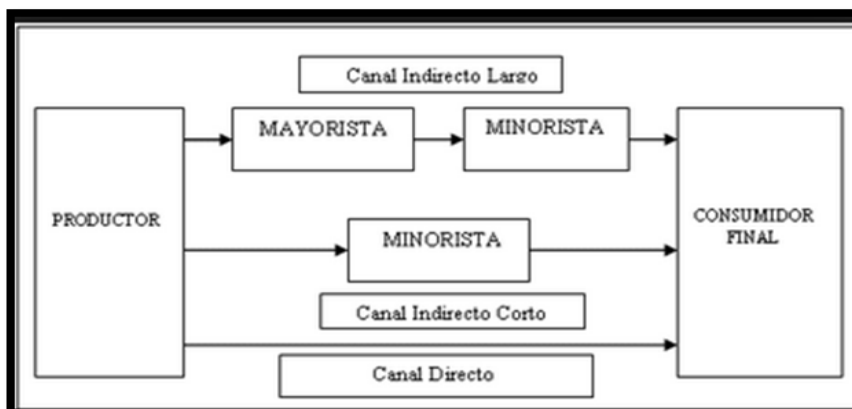 Canal Indirecto Largo
MAYORISTA
MINORISTA
PRODUCTOR
CONSUMIDOR
FINAL
MINORISTA
Canal Indirecto Corto
Canal Directo